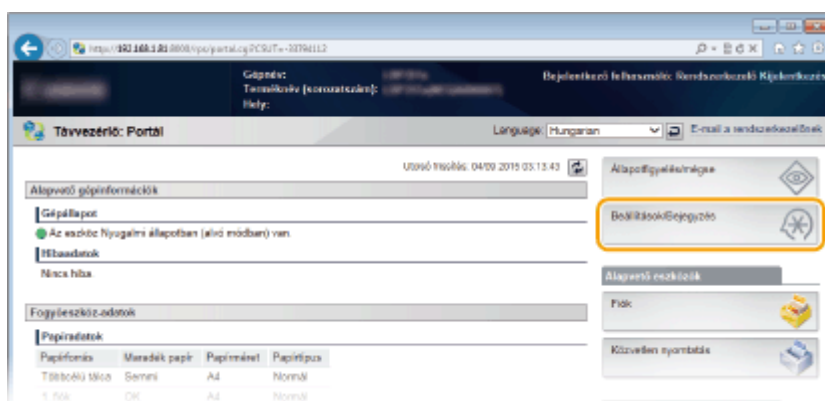 Gépnév:
Terméknév (sorozatszám):
Hely:
Bejelentkező felhasználó: Rendszerkezelő Kijelentkezés
Távvezérlő: Portál
Language: Hungarian
E-mail a rendszerkezelőnek
Utolsó frissítés: 04/09 2015 03:13:43
Alapvető gépinformációk
Gépállapot
Az eszköz Nyugalmi állapotban (alvó módban) van.
Hibaadatok
Nincs hiba.
Fogyóeszköz-adatok
Papíradatok
Papírforrás Maradék papír Papírméret Papírtípus
Többcélú tálca Semmi A4 Normál
1. fiók OK A4 Normál
Állapotfigyelés/mégse
Beállítások/Bejegyzés
Alapvető eszközök
Fiók
Közvetlen nyomtatás